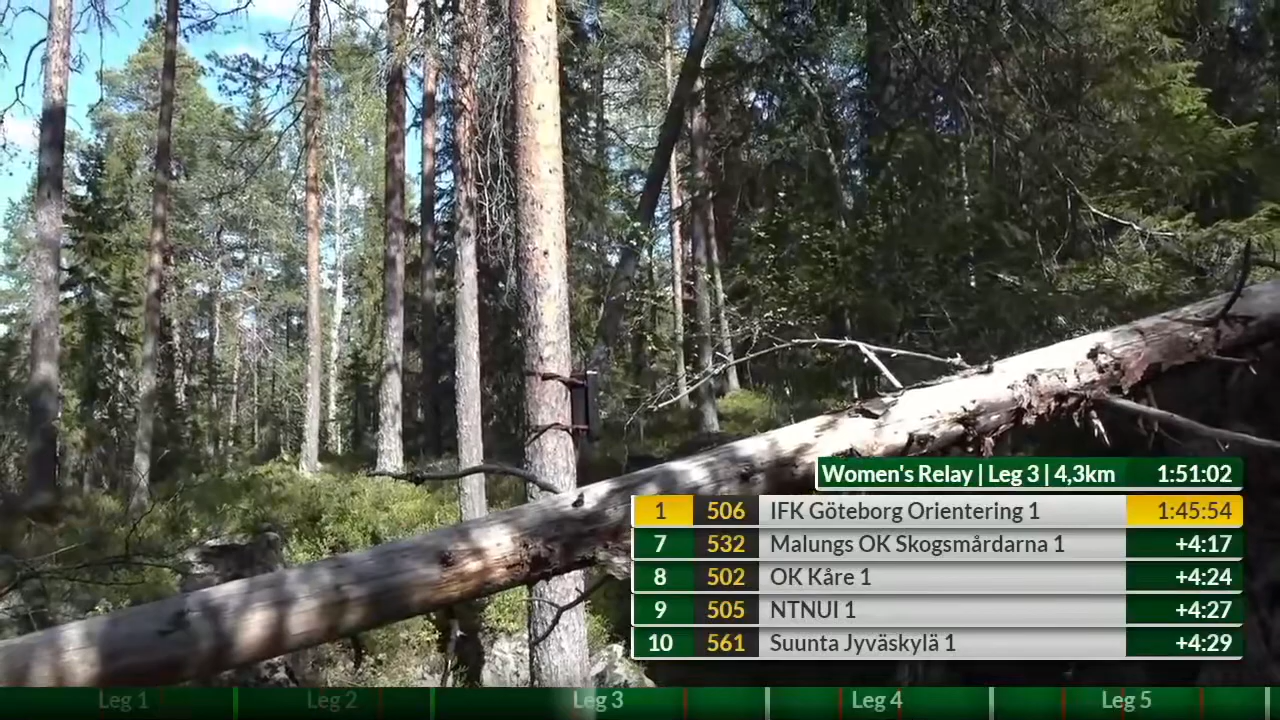 Women's Relay | Leg 3 | 4,3km 1:51:02
1 506 IFK Göteborg Orientering 1 1:45:54
7 532 Malungs OK Skogsmårdarna 1 +4:17
8 502 OK Kåre 1 +4:24
9 505 NTNUI 1 +4:27
10 561 Suunta Jyväskylä 1 +4:29
Leg 1 Leg 2 Leg 3 Leg 4 Leg 5